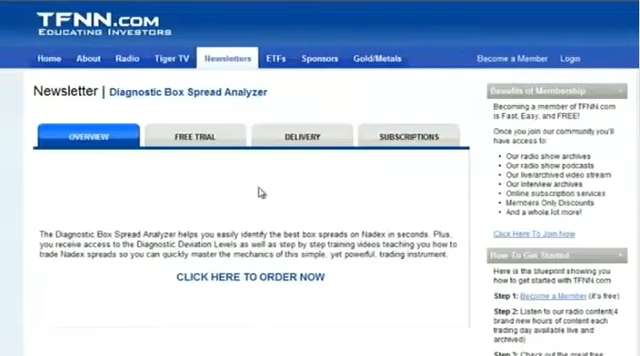 TFNN.COM
EDUCATING INVESTORS
Home About Radio Tiger TV Newsletters ETFs Sponsors Gold/Metals Become a Member Login
Newsletter | Diagnostic Box Spread Analyzer
OVERVIEW FREE TRIAL DELIVERY SUBSCRIPTIONS
The Diagnostic Box Spread Analyzer helps you easily identify the best box spreads on Nadex in seconds. Plus,
you receive access to the Diagnostic Deviation Levels as well as step by step training videos teaching you how to
trade Nadex spreads so you can quickly master the mechanics of this simple, yet powerful, trading instrument.
CLICK HERE TO ORDER NOW
Benefits of Membership
Becoming a member of TFNN.com
is Fast, Easy, and FREE!
Once you join our community you'll
have access to:
• Our radio show archives
• Our radio show podcasts
• Our live/archived video stream
• Our interview archives
• Online subscription services
• Members Only Discounts
• And a whole lot more!
Click Here To Join Now
How To Get Started
Here is the blueprint showing you
how to get started with TFNN.com
Step 1: Become a Member (it's free)
Step 2: Listen to our radio content(4
brand new hours of content each
trading day available live and
archived)
Step 3: Check out the great free